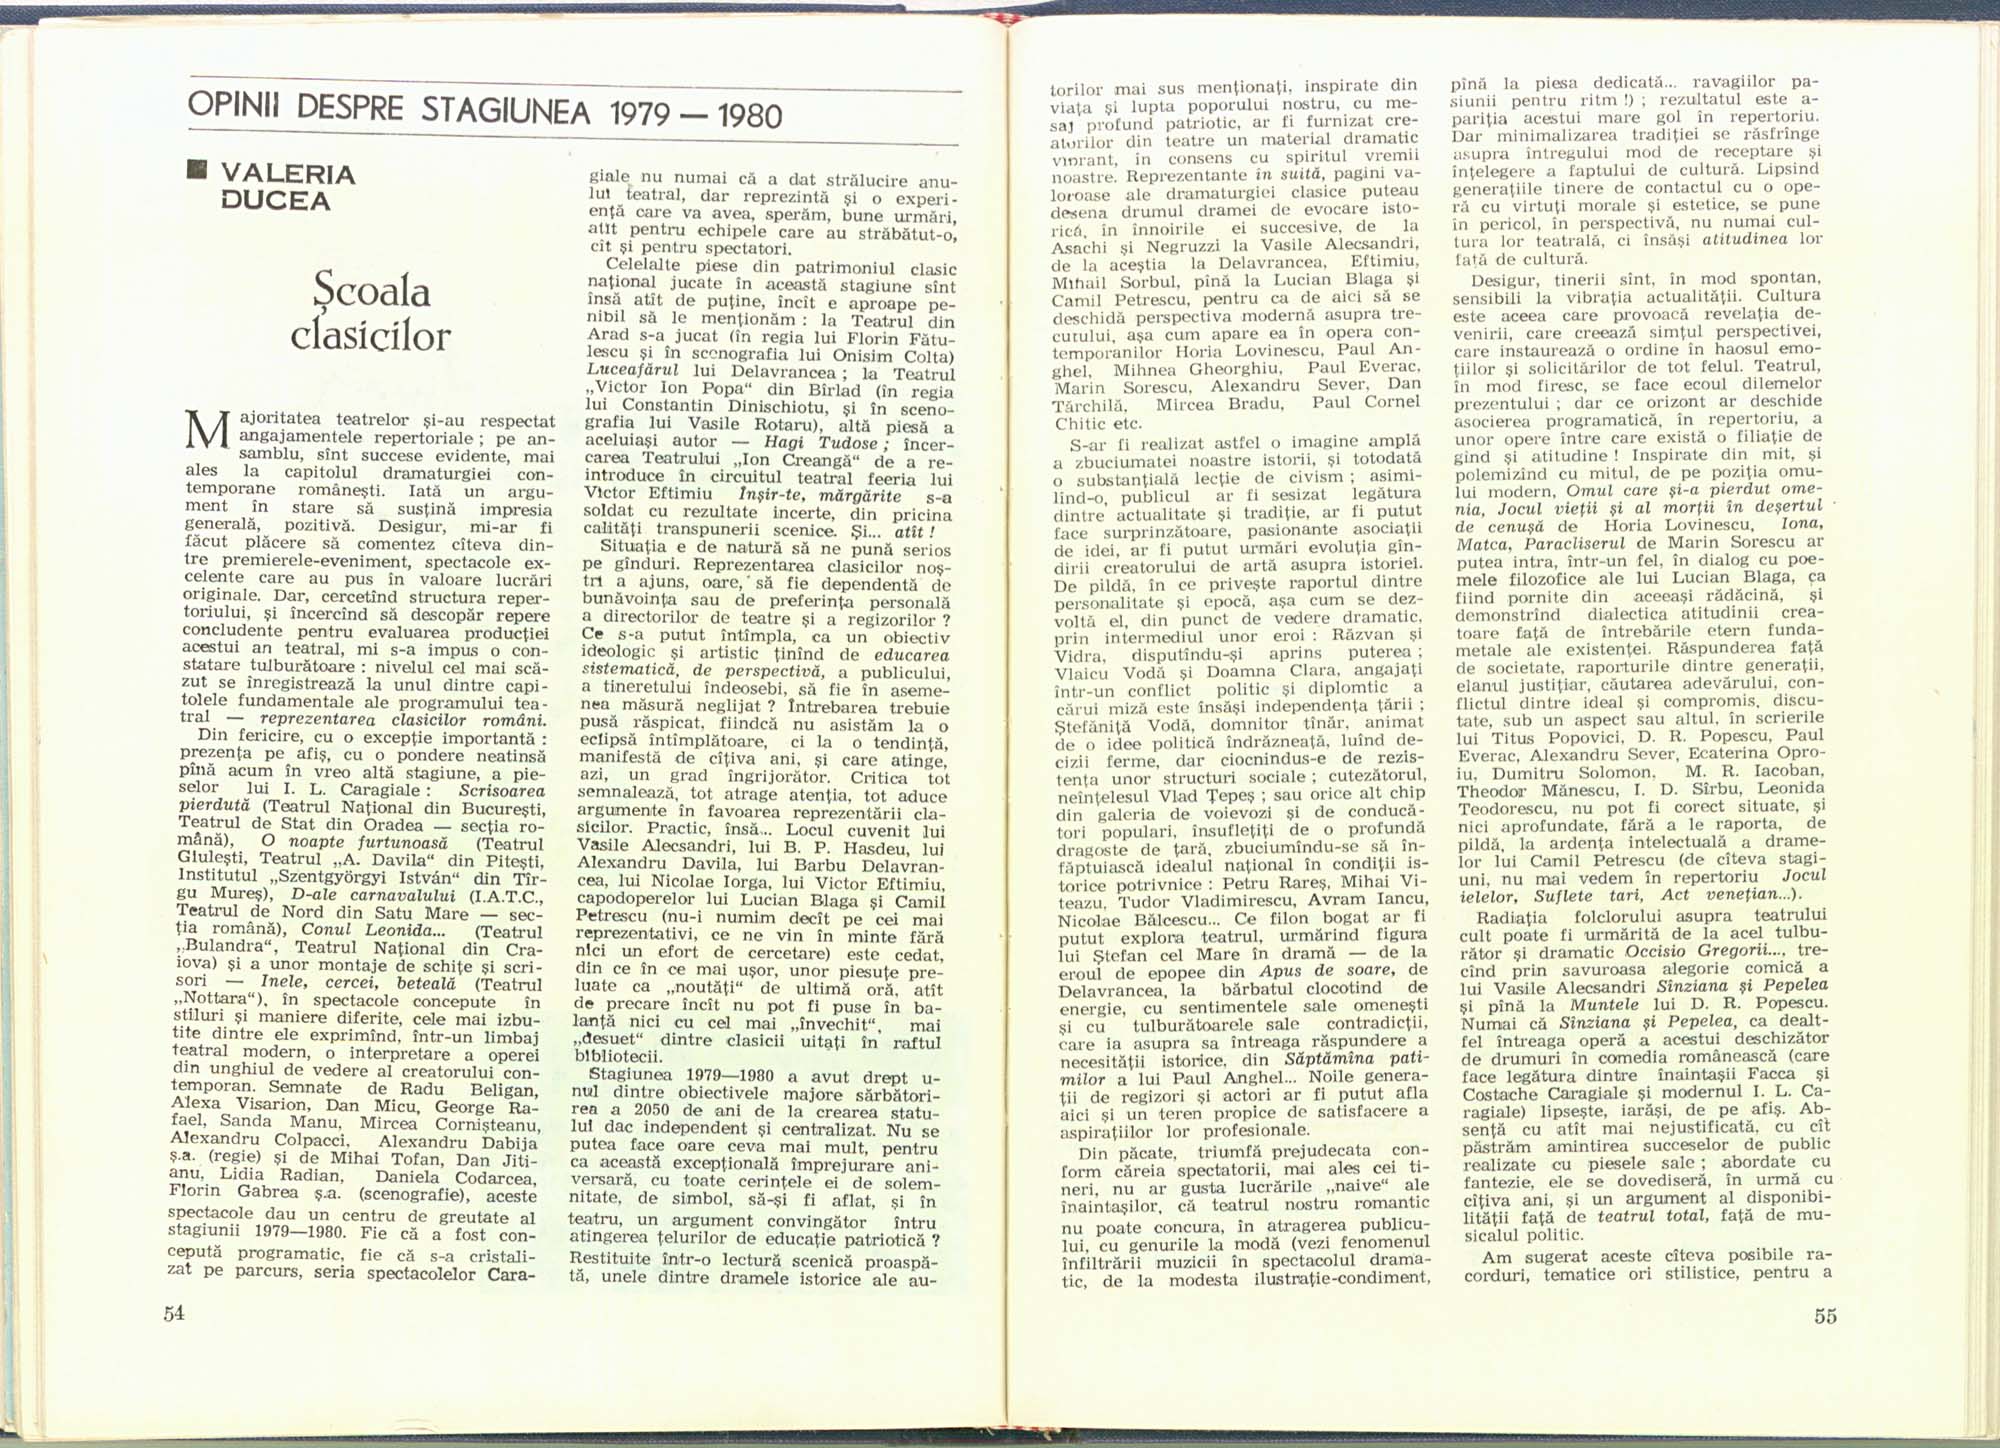 OPINII DESPRE STAGIUNEA 1979 — 1980
■ VALERIA
DUCEA
Școala
clasicilor
Majoritatea teatrelor și-au respectat
angajamentele repertoriale ; pe an-
samblu, sînt succese evidente, mai
ales la capitolul dramaturgiei con-
temporane românești. Iată un argu-
ment în stare să susțină impresia
generală, pozitivă. Desigur, mi-ar fi
făcut plăcere să comentez cîteva din-
tre premierele-eveniment, spectacole ex-
celente care au pus în valoare lucrări
originale. Dar, cercetînd structura reper-
toriului, și încercînd să descopăr repere
concludente pentru evaluarea producției
acestui an teatral, mi s-a impus o con-
statare tulburătoare : nivelul cel mai scă-
zut se înregistrează la unul dintre capi-
tolele fundamentale ale programului tea-
tral — reprezentarea clasicilor români.
Din fericire, cu o excepție importantă :
prezența pe afiș, cu o pondere neatinsă
pînă acum în vreo altă stagiune, a pie-
selor lui I. L. Caragiale : Scrisoarea
pierdută (Teatrul Național din București,
Teatrul de Stat din Oradea — secția ro-
mână), O noapte furtunoasă (Teatrul
Giulești, Teatrul „A. Davila“ din Pitești,
Institutul „Szentgyörgyi István“ din Tîr-
gu Mureș), D-ale carnavalului (I.A.T.C.,
Teatrul de Nord din Satu Mare — sec-
ția română), Conul Leonida... (Teatrul
„Bulandra“, Teatrul Național din Cra-
iova) și a unor montaje de schițe și scri-
sori — Inele, cercei, beteală (Teatrul
„Nottara“), în spectacole concepute în
stiluri și maniere diferite, cele mai izbu-
tite dintre ele exprimînd, într-un limbaj
teatral modern, o interpretare a operei
din unghiul de vedere al creatorului con-
temporan. Semnate de Radu Beligan,
Alexa Visarion, Dan Micu, George Ra-
fael, Sanda Manu, Mircea Cornișteanu,
Alexandru Colpacci, Alexandru Dabija
ș.a. (regie) și de Mihai Tofan, Dan Jiti-
anu, Lidia Radian, Daniela Codarcea,
Florin Gabrea ș.a. (scenografie), aceste
spectacole dau un centru de greutate al
stagiunii 1979—1980. Fie că a fost con-
cepută programatic, fie că s-a cristali-
zat pe parcurs, seria spectacolelor Cara-
giale nu numai că a dat strălucire anu-
lui teatral, dar reprezintă și o experi-
ență care va avea, sperăm, bune urmări,
atît pentru echipele care au străbătut-o,
cît și pentru spectatori.
Celelalte piese din patrimoniul clasic
național jucate în această stagiune sînt
însă atît de puține, încît e aproape pe-
nibil să le menționăm : la Teatrul din
Arad s-a jucat (în regia lui Florin Fătu-
lescu și în scenografia lui Onisim Colta)
Luceafărul lui Delavrancea ; la Teatrul
„Victor Ion Popa“ din Bîrlad (în regia
lui Constantin Dinischiotu, și în sceno-
grafia lui Vasile Rotaru), altă piesă a
aceluiași autor — Hagi Tudose ; încer-
carea Teatrului „Ion Creangă“ de a re-
introduce în circuitul teatral feeria lui
Victor Eftimiu Înșir-te, mărgărite s-a
soldat cu rezultate incerte, din pricina
calității transpunerii scenice. Și... atît !
Situația e de natură să ne pună serios
pe gînduri. Reprezentarea clasicilor noș-
tri a ajuns, oare, să fie dependentă de
bunăvoința sau de preferința personală
a directorilor de teatre și a regizorilor ?
Ce s-a putut întîmpla, ca un obiectiv
ideologic și artistic ținînd de educarea
sistematică, de perspectivă, a publicului,
a tineretului îndeosebi, să fie în aseme-
nea măsură neglijat ? Întrebarea trebuie
pusă răspicat, fiindcă nu asistăm la o
eclipsă întîmplătoare, ci la o tendință,
manifestă de cîțiva ani, și care atinge,
azi, un grad îngrijorător. Critica tot
semnalează, tot atrage atenția, tot aduce
argumente în favoarea reprezentării cla-
sicilor. Practic, însă... Locul cuvenit lui
Vasile Alecsandri, lui B. P. Hasdeu, lui
Alexandru Davila, lui Barbu Delavran-
cea, lui Nicolae Iorga, lui Victor Eftimiu,
capodoperelor lui Lucian Blaga și Camil
Petrescu (nu-i numim decît pe cei mai
reprezentativi, ce ne vin în minte fără
nici un efort de cercetare) este cedat,
din ce în ce mai ușor, unor piesuțe pre-
luate ca „noutăți“ de ultimă oră, atît
de precare încît nu pot fi puse în ba-
lanță nici cu cel mai „învechit“, mai
„desuet“ dintre clasicii uitați în raftul
bibliotecii.
Stagiunea 1979—1980 a avut drept u-
nul dintre obiectivele majore sărbători-
rea a 2050 de ani de la crearea statu-
lui dac independent și centralizat. Nu se
putea face oare ceva mai mult, pentru
ca această excepțională împrejurare ani-
versară, cu toate cerințele ei de solem-
nitate, de simbol, să-și fi aflat, și în
teatru, un argument convingător întru
atingerea țelurilor de educație patriotică ?
Restituite într-o lectură scenică proaspă-
tă, unele dintre dramele istorice ale au-
54
torilor mai sus menționați, inspirate din
viața și lupta poporului nostru, cu me-
saj profund patriotic, ar fi furnizat cre-
atorilor din teatre un material dramatic
vibrant, în consens cu spiritul vremii
noastre. Reprezentante în suită, pagini va-
loroase ale dramaturgiei clasice puteau
desena drumul dramei de evocare isto-
rică, în înnoirile ei succesive, de la
Asachi și Negruzzi la Vasile Alecsandri,
de la aceștia la Delavrancea, Eftimiu,
Mihail Sorbul, pînă la Lucian Blaga și
Camil Petrescu, pentru ca de aici să se
deschidă perspectiva modernă asupra tre-
cutului, așa cum apare ea în opera con-
temporanilor Horia Lovinescu, Paul An-
ghel, Mihnea Gheorghiu, Paul Everac,
Marin Sorescu, Alexandru Sever, Dan
Tărchilă, Mircea Bradu, Paul Cornel
Chitic etc.
S-ar fi realizat astfel o imagine amplă
a zbuciumatei noastre istorii, și totodată
o substanțială lecție de civism ; asimi-
lînd-o, publicul ar fi sesizat legătura
dintre actualitate și tradiție, ar fi putut
face surprinzătoare, pasionante asociații
de idei, ar fi putut urmări evoluția gîn-
dirii creatorului de artă asupra istoriei.
De pildă, în ce privește raportul dintre
personalitate și epocă, așa cum se dez-
voltă el, din punct de vedere dramatic,
prin intermediul unor eroi : Răzvan și
Vidra, disputîndu-și aprins puterea ;
Vlaicu Vodă și Doamna Clara, angajați
într-un conflict politic și diplomtic a
cărui miză este însăși independența țării ;
Ștefăniță Vodă, domnitor tînăr, animat
de o idee politică îndrăzneață, luînd de-
cizii ferme, dar ciocnindus-e de rezis-
tența unor structuri sociale ; cutezătorul,
neînțelesul Vlad Țepeș ; sau orice alt chip
din galeria de voievozi și de conducă-
tori populari, însuflețiți de o profundă
dragoste de țară, zbuciumîndu-se să în-
făptuiască idealul național în condiții is-
torice potrivnice : Petru Rareș, Mihai Vi-
teazu, Tudor Vladimirescu, Avram Iancu,
Nicolae Bălcescu... Ce filon bogat ar fi
putut explora teatrul, urmărind figura
lui Ștefan cel Mare în dramă — de la
eroul de epopee din Apus de soare, de
Delavrancea, la bărbatul clocotind de
energie, cu sentimentele sale omenești
și cu tulburătoarele sale contradicții,
care ia asupra sa întreaga răspundere a
necesității istorice, din Săptămîna pati-
milor a lui Paul Anghel... Noile genera-
ții de regizori și actori ar fi putut afla
aici și un teren propice de satisfacere a
aspirațiilor lor profesionale.
Din păcate, triumfă prejudecata con-
form căreia spectatorii, mai ales cei ti-
neri, nu ar gusta lucrările „naive“ ale
înaintașilor, că teatrul nostru romantic
nu poate concura, în atragerea publicu-
lui, cu genurile la modă (vezi fenomenul
infiltrării muzicii în spectacolul drama-
tic, de la modesta ilustrație-condiment,
pînă la piesa dedicată... ravagiilor pa-
siunii pentru ritm !) ; rezultatul este a-
pariția acestui mare gol în repertoriu.
Dar minimalizarea tradiției se răsfrînge
asupra întregului mod de receptare și
înțelegere a faptului de cultură. Lipsind
generațiile tinere de contactul cu o ope-
ră cu virtuți morale și estetice, se pune
în pericol, în perspectivă, nu numai cul-
tura lor teatrală, ci însăși atitudinea lor
față de cultură.
Desigur, tinerii sînt, în mod spontan,
sensibili la vibrația actualității. Cultura
este aceea care provoacă revelația de-
venirii, care creează simțul perspectivei,
care instaurează o ordine în haosul emo-
țiilor și solicitărilor de tot felul. Teatrul,
în mod firesc, se face ecoul dilemelor
prezentului ; dar ce orizont ar deschide
asocierea programatică, în repertoriu, a
unor opere între care există o filiație de
gînd și atitudine ! Inspirate din mit, și
polemizînd cu mitul, de pe poziția omu-
lui modern, Omul care și-a pierdut ome-
nia, Jocul vieții și al morții în deșertul
de cenușă de Horia Lovinescu, Iona,
Matca, Paracliserul de Marin Sorescu ar
putea intra, într-un fel, în dialog cu poe-
mele filozofice ale lui Lucian Blaga, ca
fiind pornite din aceeași rădăcină, și
demonstrînd dialectica atitudinii crea-
toare față de întrebările etern funda-
metale ale existenței. Răspunderea față
de societate, raporturile dintre generații,
elanul justițiar, căutarea adevărului, con-
flictul dintre ideal și compromis, discu-
tate, sub un aspect sau altul, în scrierile
lui Titus Popovici, D. R. Popescu, Paul
Everac, Alexandru Sever, Ecaterina Opro-
iu, Dumitru Solomon, M. R. Iacoban,
Theodor Mănescu, I. D. Sîrbu, Leonida
Teodorescu, nu pot fi corect situate, și
nici aprofundate, fără a le raporta, de
pildă, la ardența intelectuală a drame-
lor lui Camil Petrescu (de cîteva stagi-
uni, nu mai vedem în repertoriu Jocul
ielelor, Suflete tari, Act venețian...).
Radiația folclorului asupra teatrului
cult poate fi urmărită de la acel tulbu-
rător și dramatic Occisio Gregorii..., tre-
cînd prin savuroasa alegorie comică a
lui Vasile Alecsandri Sînziana și Pepelea
și pînă la Muntele lui D. R. Popescu.
Numai că Sînziana și Pepelea, ca dealt-
fel întreaga operă a acestui deschizător
de drumuri în comedia românească (care
face legătura dintre înaintașii Facca și
Costache Caragiale și modernul I. L. Ca-
ragiale) lipsește, iarăși, de pe afiș. Ab-
sență cu atît mai nejustificată, cu cît
păstrăm amintirea succeselor de public
realizate cu piesele sale ; abordate cu
fantezie, ele se dovediseră, în urmă cu
cîțiva ani, și un argument al disponibi-
lității față de teatrul total, față de mu-
sicalul politic.
Am sugerat aceste cîteva posibile ra-
corduri, tematice ori stilistice, pentru a
55